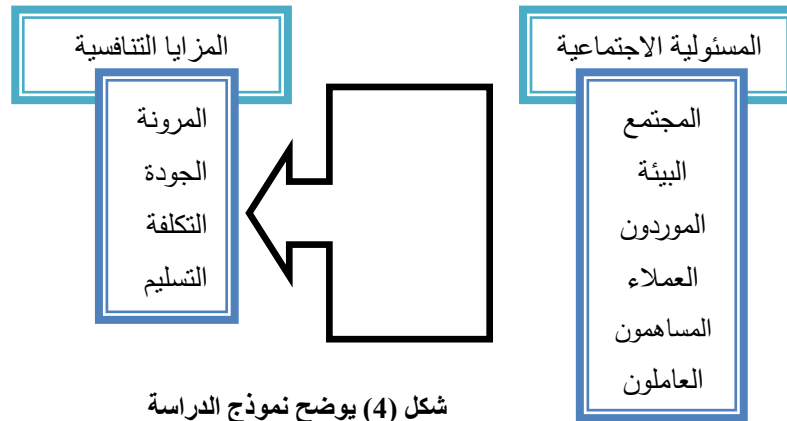 المسئولية الاجتماعية
المجتمع
البيئة
الموردون
العملاء
المساهمون
العاملون
المزايا التنافسية
المرونة
الجودة
التكلفة
التسليم
شكل (4) يوضح نموذج الدراسة